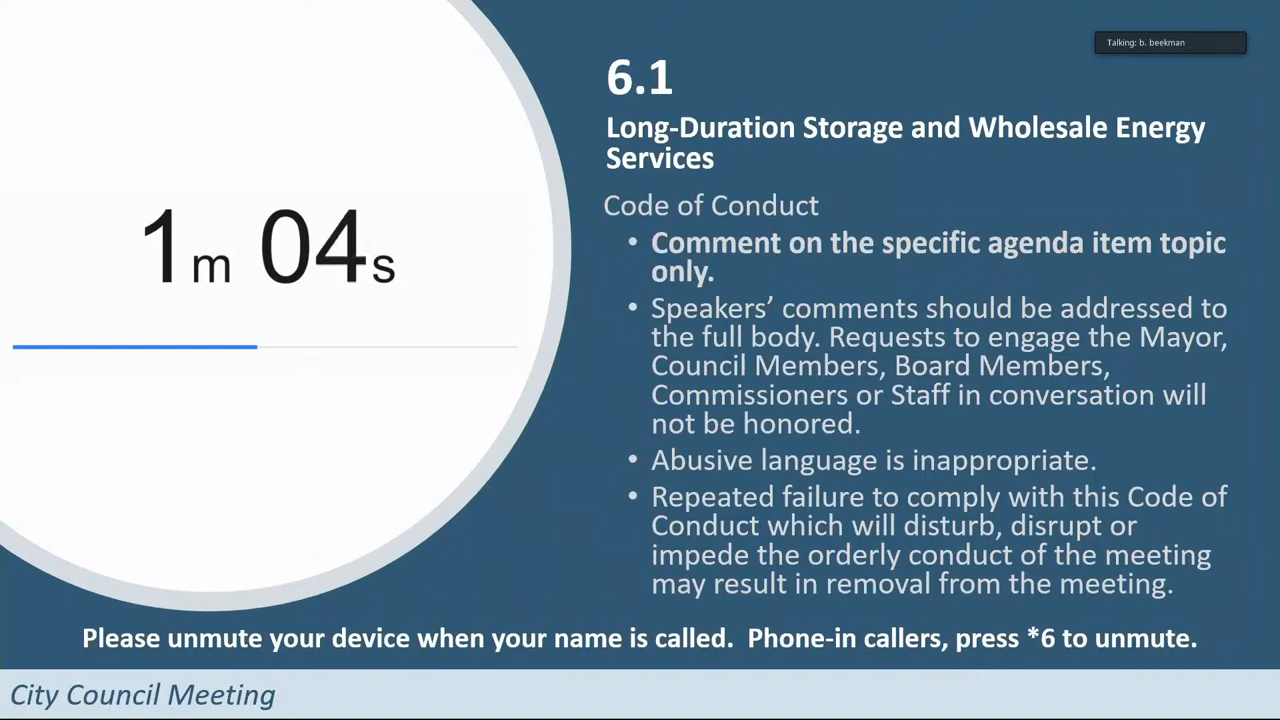 Talking: b. beekman
6.1
Long-Duration Storage and Wholesale Energy
Services
1m 04s
Code of Conduct
• Comment on the specific agenda item topic
only.
• Speakers’ comments should be addressed to
the full body. Requests to engage the Mayor,
Council Members, Board Members,
Commissioners or Staff in conversation will
not be honored.
• Abusive language is inappropriate.
• Repeated failure to comply with this Code of
Conduct which will disturb, disrupt or
impede the orderly conduct of the meeting
may result in removal from the meeting.
Please unmute your device when your name is called.  Phone-in callers, press *6 to unmute.
City Council Meeting